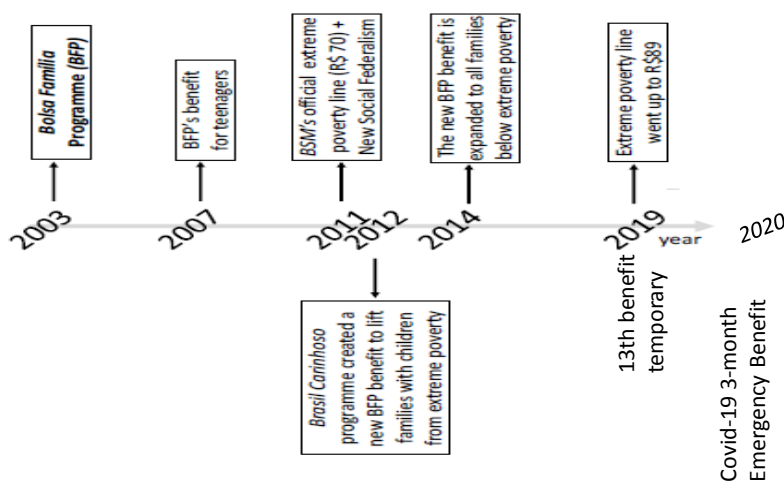 Bolsa Família
Programme (BFP)
BFP's benefit
for teenagers
BSM's official extreme
poverty line (R$ 70) +
New Social Federalism
The new BFP benefit is
expanded to all families
below extreme poverty
Extreme poverty line
went up to R$89
2003
2007
2011
2012
2014
2019
year
2020
Brasil Carinhoso
programme created a
new BFP benefit to lift
families with children
from extreme poverty
13th benefit
temporary
Covid-19 3-month
Emergency Benefit